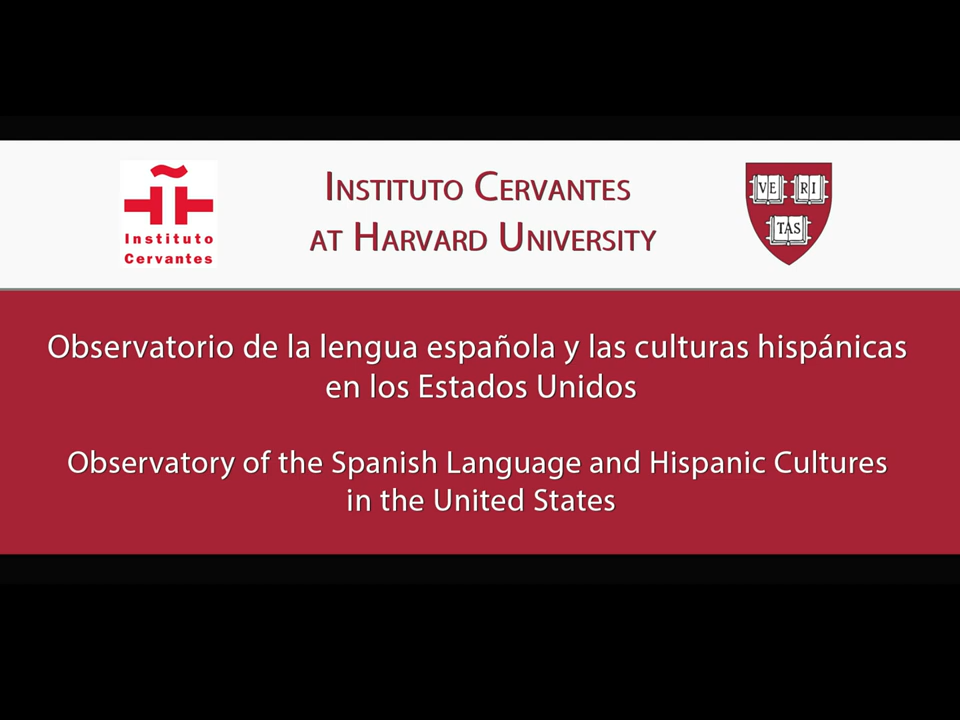 Instituto
Cervantes
INSTITUTO CERVANTES
AT HARVARD UNIVERSITY
VE RI
TAS
Observatorio de la lengua española y las culturas hispánicas
en los Estados Unidos
Observatory of the Spanish Language and Hispanic Cultures
in the United States